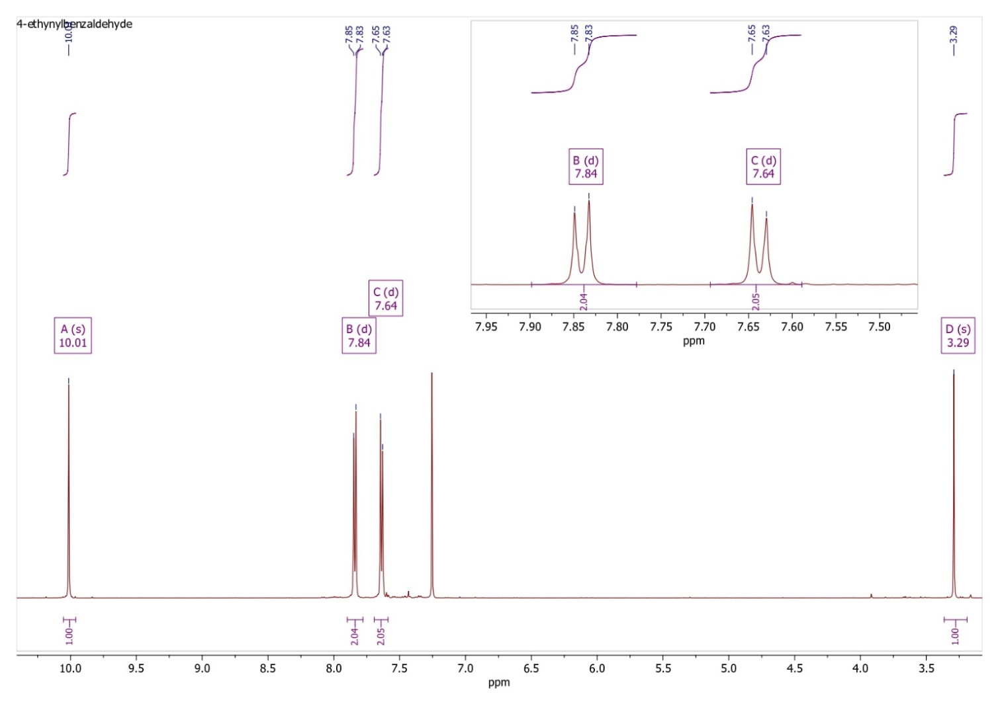 4-ethynylbenzaldehyde
10.01
7.85
7.83
7.65
7.63
7.85
7.83
7.65
7.63
3.29
B (d)
7.84
C (d)
7.64
2.04
2.05
7.95 7.90 7.85 7.80 7.75 7.70 7.65 7.60 7.55 7.50
ppm
C (d)
7.64
A (s)
10.01
B (d)
7.84
D (s)
3.29
1.00
2.04
2.05
1.00
10.0 9.5 9.0 8.5 8.0 7.5 7.0 6.5 6.0 5.5 5.0 4.5 4.0 3.5
ppm